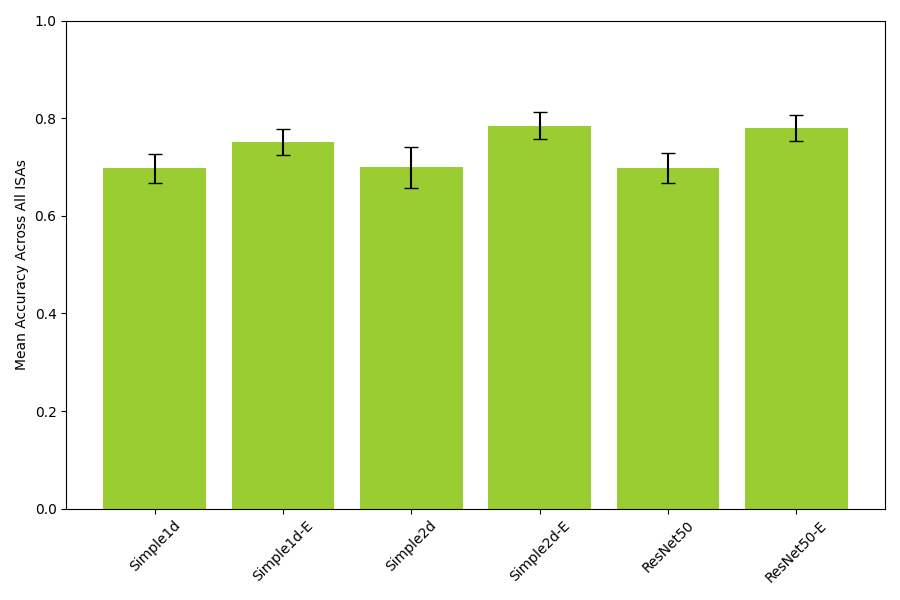 Mean Accuracy Across All ISAs
1.0
0.8
0.6
0.4
0.2
0.0
Simple1d
Simple1d-E
Simple2d
Simple2d-E
ResNet50
ResNet50-E